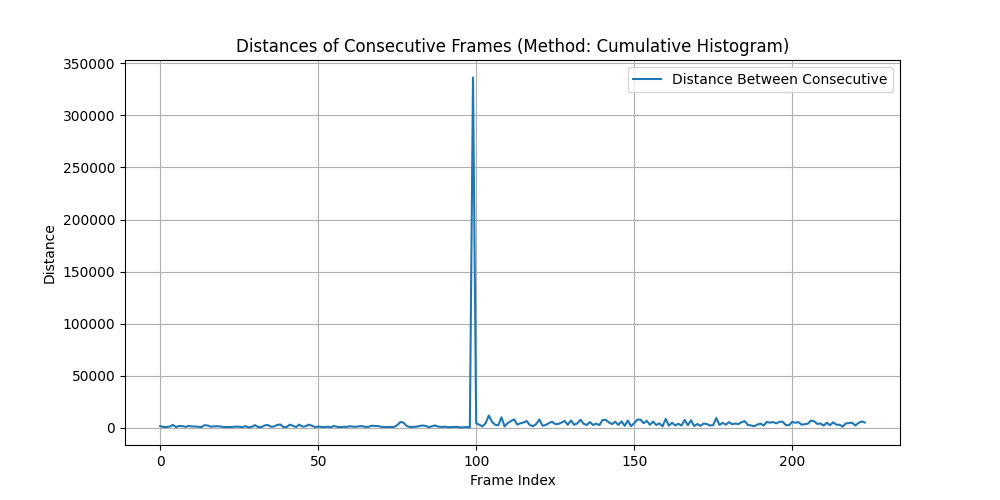 Distances of Consecutive Frames (Method: Cumulative Histogram)
Distance Between Consecutive
350000
300000
250000
200000
150000
100000
50000
0
Distance
0 50 100 150 200
Frame Index